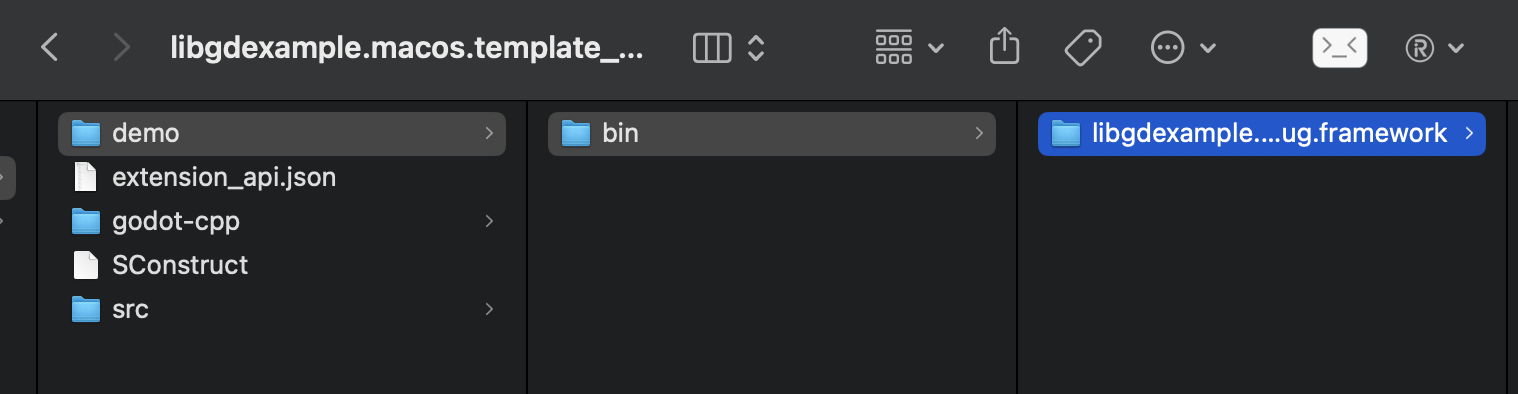 libgdexample.macos.template_...
demo
extension_api.json
godot-cpp
SConstruct
src
bin
libgdexample....ug.framework